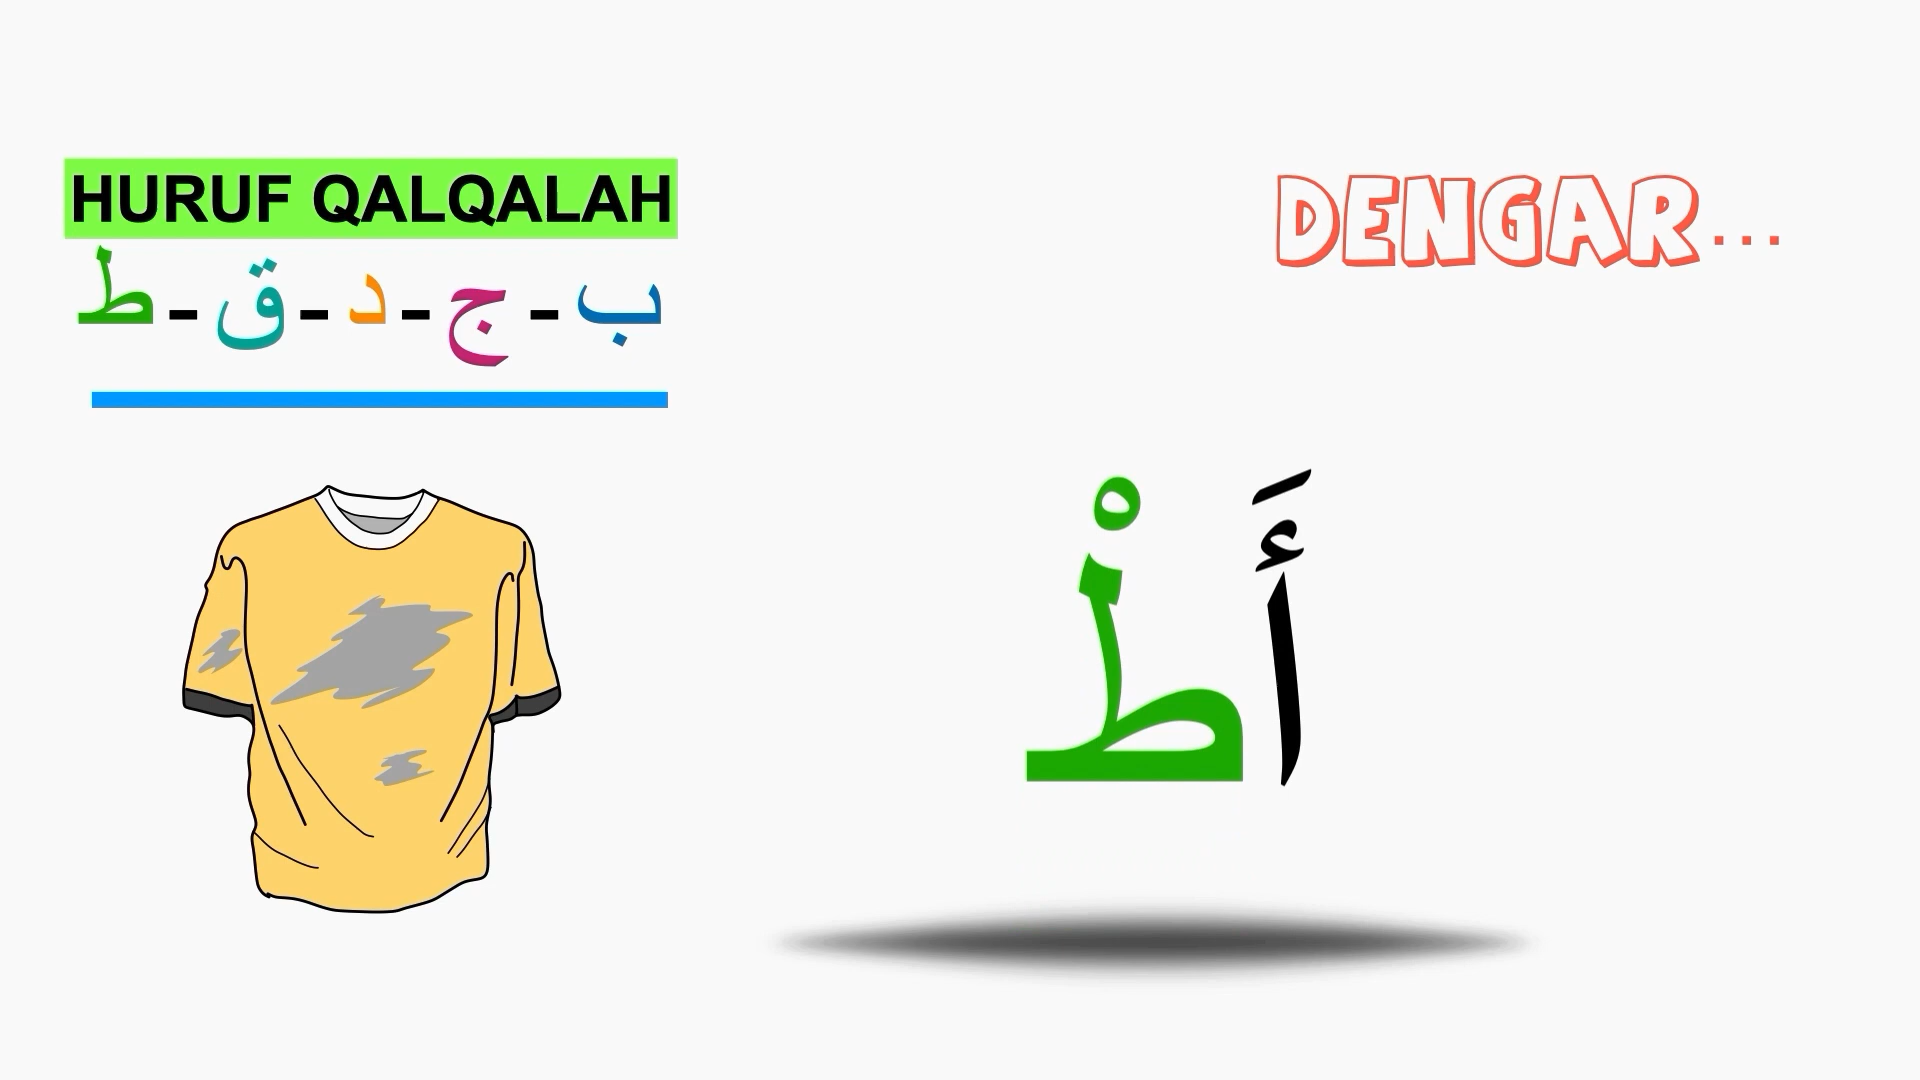 HURUF QALQALAH
ب - ج - د - ق - ط
DENGAR...
أَطْ